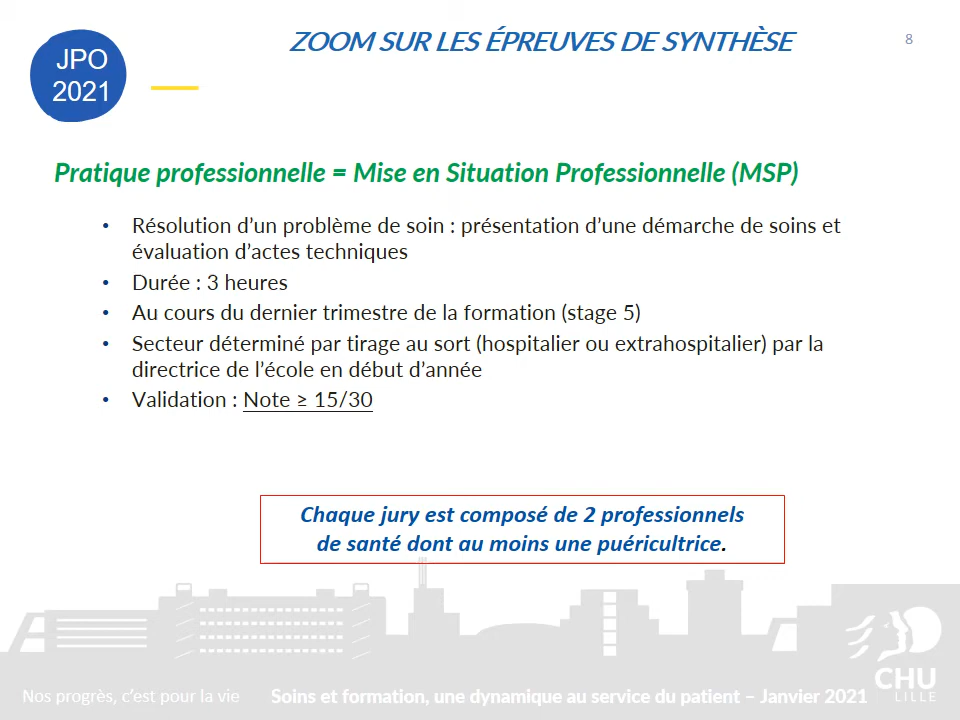 JPO
2021
ZOOM SUR LES ÉPREUVES DE SYNTHÈSE
8
Pratique professionnelle = Mise en Situation Professionnelle (MSP)
• Résolution d’un problème de soin : présentation d’une démarche de soins et
évaluation d’actes techniques
• Durée : 3 heures
• Au cours du dernier trimestre de la formation (stage 5)
• Secteur déterminé par tirage au sort (hospitalier ou extrahospitalier) par la
directrice de l’école en début d’année
• Validation : Note ≥ 15/30
Chaque jury est composé de 2 professionnels
de santé dont au moins une puéricultrice.
Nos progrès, c’est pour la vie
Soins et formation, une dynamique au service du patient – Janvier 2021
CHU
LILLE